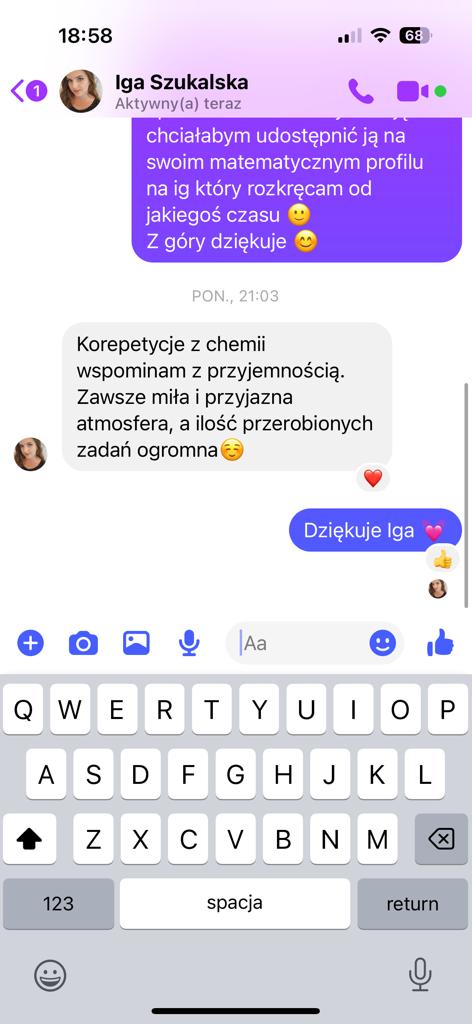 18:58
68
1
Iga Szukalska
Aktywny(a) teraz
chciałabym udostępnić ją na
swoim matematycznym profilu
na ig który rozkręcam od
jakiegoś czasu 🙂
Z góry dziękuje 😊
PON., 21:03
Korepetycje z chemii
wspominam z przyjemnością.
Zawsze miła i przyjazna
atmosfera, a ilość przerobionych
zadań ogromna☺️
Dziękuje Iga 💓
Aa
Q W E R T Y U I O P
A S D F G H J K L
Z X C V B N M
123 spacja return